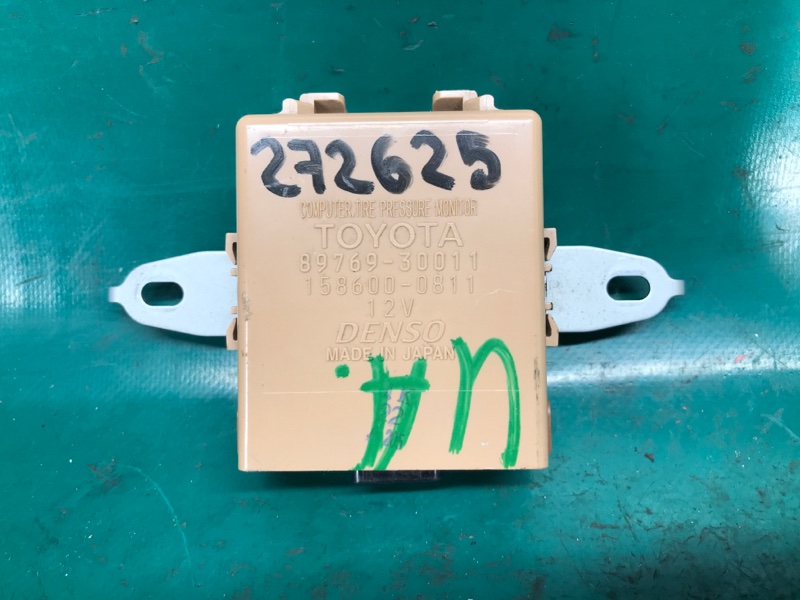 272625
COMPUTER,TIRE PRESSURE MONITOR
TOYOTA
89769-30011
158600-0811
12V
DENSO
MADE IN JAPAN